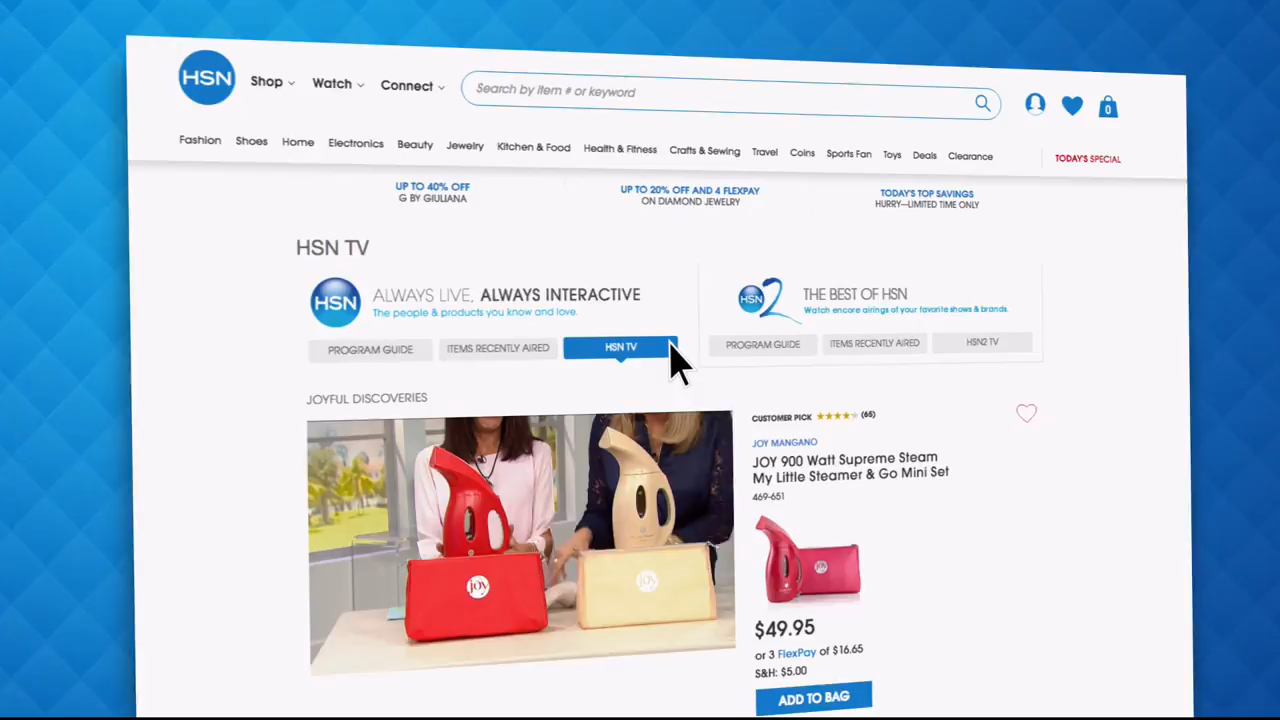 HSN
Shop Watch Connect
Search by item # or keyword
0
Fashion Shoes Home Electronics Beauty Jewelry Kitchen & Food Health & Fitness Crafts & Sewing Travel Coins Sports Fan Toys Deals Clearance TODAY'S SPECIAL
UP TO 40% OFF
G BY GIULIANA
UP TO 20% OFF AND 4 FLEXPAY
ON DIAMOND JEWELRY
TODAY'S TOP SAVINGS
HURRY—LIMITED TIME ONLY
HSN TV
HSN
ALWAYS LIVE, ALWAYS INTERACTIVE
The people & products you know and love.
PROGRAM GUIDE ITEMS RECENTLY AIRED HSN TV
HSN2
THE BEST OF HSN
Watch encore airings of your favorite shows & brands.
PROGRAM GUIDE ITEMS RECENTLY AIRED HSN2 TV
JOYFUL DISCOVERIES
joy
joy
CUSTOMER PICK (65)
JOY MANGANO
JOY 900 Watt Supreme Steam
My Little Steamer & Go Mini Set
469-651
joy
$49.95
or 3 FlexPay of $16.65
S&H: $5.00
ADD TO BAG